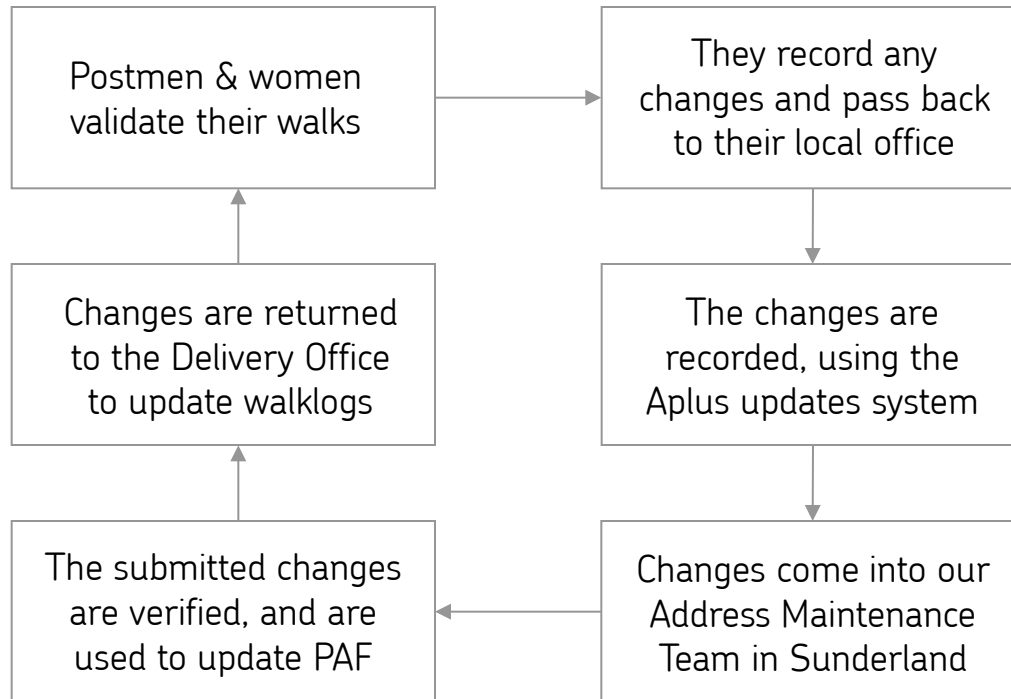 Postmen & women
validate their walks
They record any
changes and pass back
to their local office
The changes are
recorded, using the
Aplus updates system
Changes come into our
Address Maintenance
Team in Sunderland
The submitted changes
are verified, and are
used to update PAF
Changes are returned
to the Delivery Office
to update walklogs